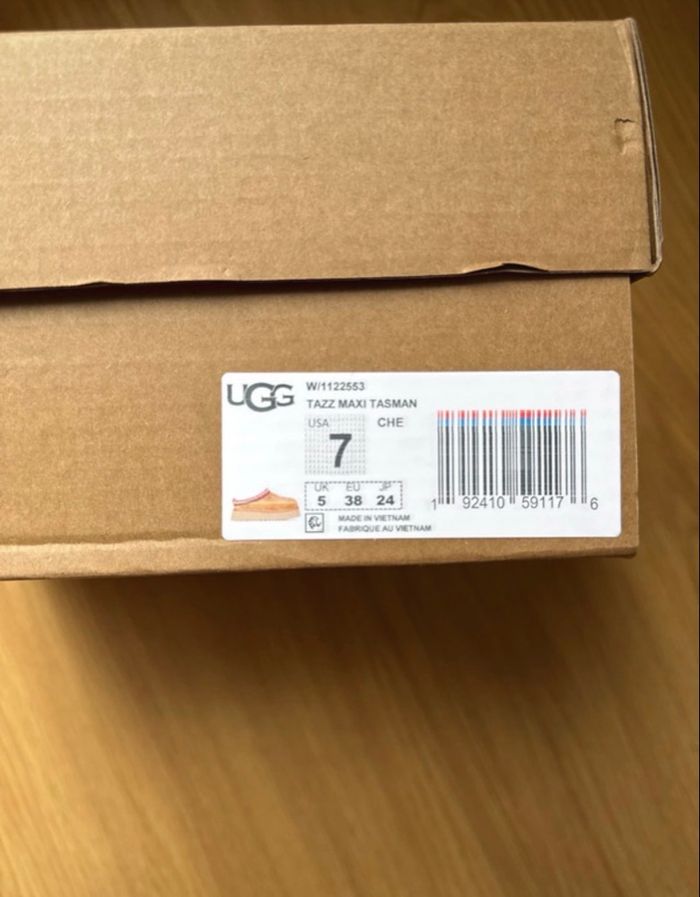 UGG
W/1122553
TAZZ MAXI TASMAN
USA CHE
7
UK EU JP
5 38 24
MADE IN VIETNAM
FABRIQUE AU VIETNAM
1 92410 59117 6